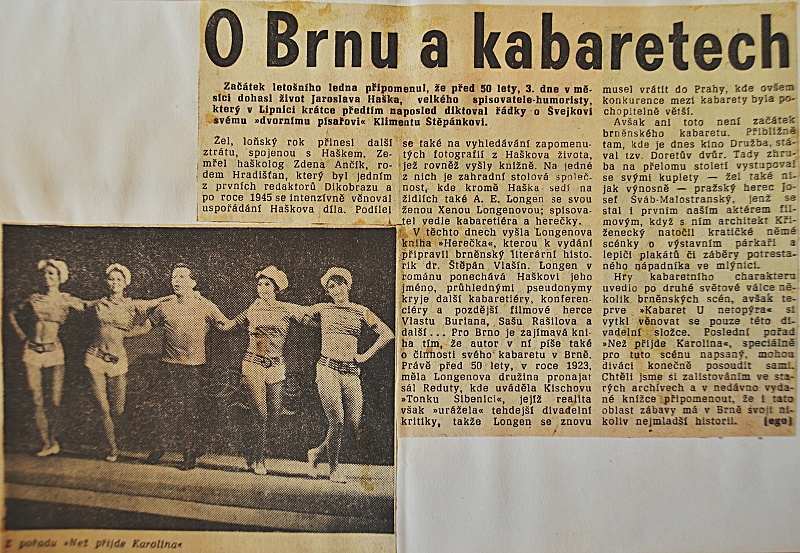 O Brnu a kabaretech
Začátek letošního ledna připomenul, že před 50 lety, 3. dne v mě-
síci dohasl život Jaroslava Haška, velkého spisovatele-humoristy,
který v Lipnici krátce předtím naposled diktoval řádky o Švejkovi
svému »dvornímu písařovi« Klimentu Štěpánkovi.
Žel, loňský rok přinesl další
ztrátu, spojenou s Haškem. Ze-
mřel haškolog Zdena Ančík, ro-
dem Hradišťan, který byl jedním
z prvních redaktorů Dikobrazu a
po roce 1945 se intenzívně věnoval
uspořádání Haškova díla. Podílel
se také na vyhledávání zapomenu-
tých fotografií z Haškova života,
jež rovněž vyšly knižně. Na jedné
z nich je zahradní stolová společ-
nost, kde kromě Haška sedí na
židlích také A. E. Longen se svou
ženou Xenou Longenovou; spisova-
tel vedle kabaretiéra a herečky.
V těchto dnech vyšla Longenova
kniha »Herečka«, kterou k vydání
připravil brněnský literární histo-
rik dr. Štěpán Vlašín. Longen v
románu ponechává Haškovi jeho
jméno, průhlednými pseudonymy
kryje další kabaretiéry, konferen-
ciéry a pozdější filmové herce
Vlastu Buriana, Sašu Rašilova a
další . . . Pro Brno je zajímavá kni-
ha tím, že autor v ní píše také
o činnosti svého kabaretu v Brně.
Právě před 50 lety, v roce 1923,
měla Longenova družina pronajat
sál Reduty, kde uváděla Kischovu
»Tonku Šibenici«, jejíž realita
však »urážela« tehdejší divadelní
kritiky, takže Longen se znovu
musel vrátit do Prahy, kde ovšem
konkurence mezi kabarety byla po-
chopitelně větší.
Avšak ani toto není začátek
brněnského kabaretu. Přibližně
tam, kde je dnes kino Družba, stá-
val tzv. Doretův dvůr. Tady zhru-
ba na přelomu století vystupoval
se svými kuplety — žel také ni-
jak výnosně — pražský herec Jo-
sef Šváb-Malostranský, jenž se
stal i prvním naším aktérem fil-
movým, když s ním architekt Kří-
ženecký natočil kratičké němé
scénky o výstavním párkaři a
lepiči plakátů či záběry potresta-
ného nápadníka ve mlýnici.
Hry kabaretního charakteru
uvedlo po druhé světové válce ně-
kolik brněnských scén, avšak te-
prve »Kabaret U netopýra« si
vytkl věnovat se pouze této di-
vadelní složce. Poslední pořad
»Než přijde Karolina«, speciálně
pro tuto scénu napsaný, mohou
diváci konečně posoudit sami.
Chtěli jsme si zalistováním ve sta-
rých archívech a v nedávno vyda-
né knížce připomenout, že i tato
oblast zábavy má v Brně svoji ni-
koliv nejmladší historii. (ego)
Z pořadu »Než přijde Karolina«